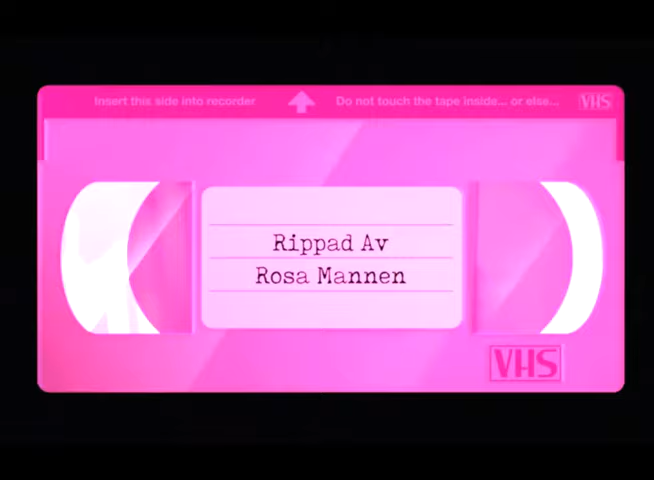 Insert this side into recorder
Do not touch the tape inside... or else...
VHS
Rippad Av
Rosa Mannen
VHS